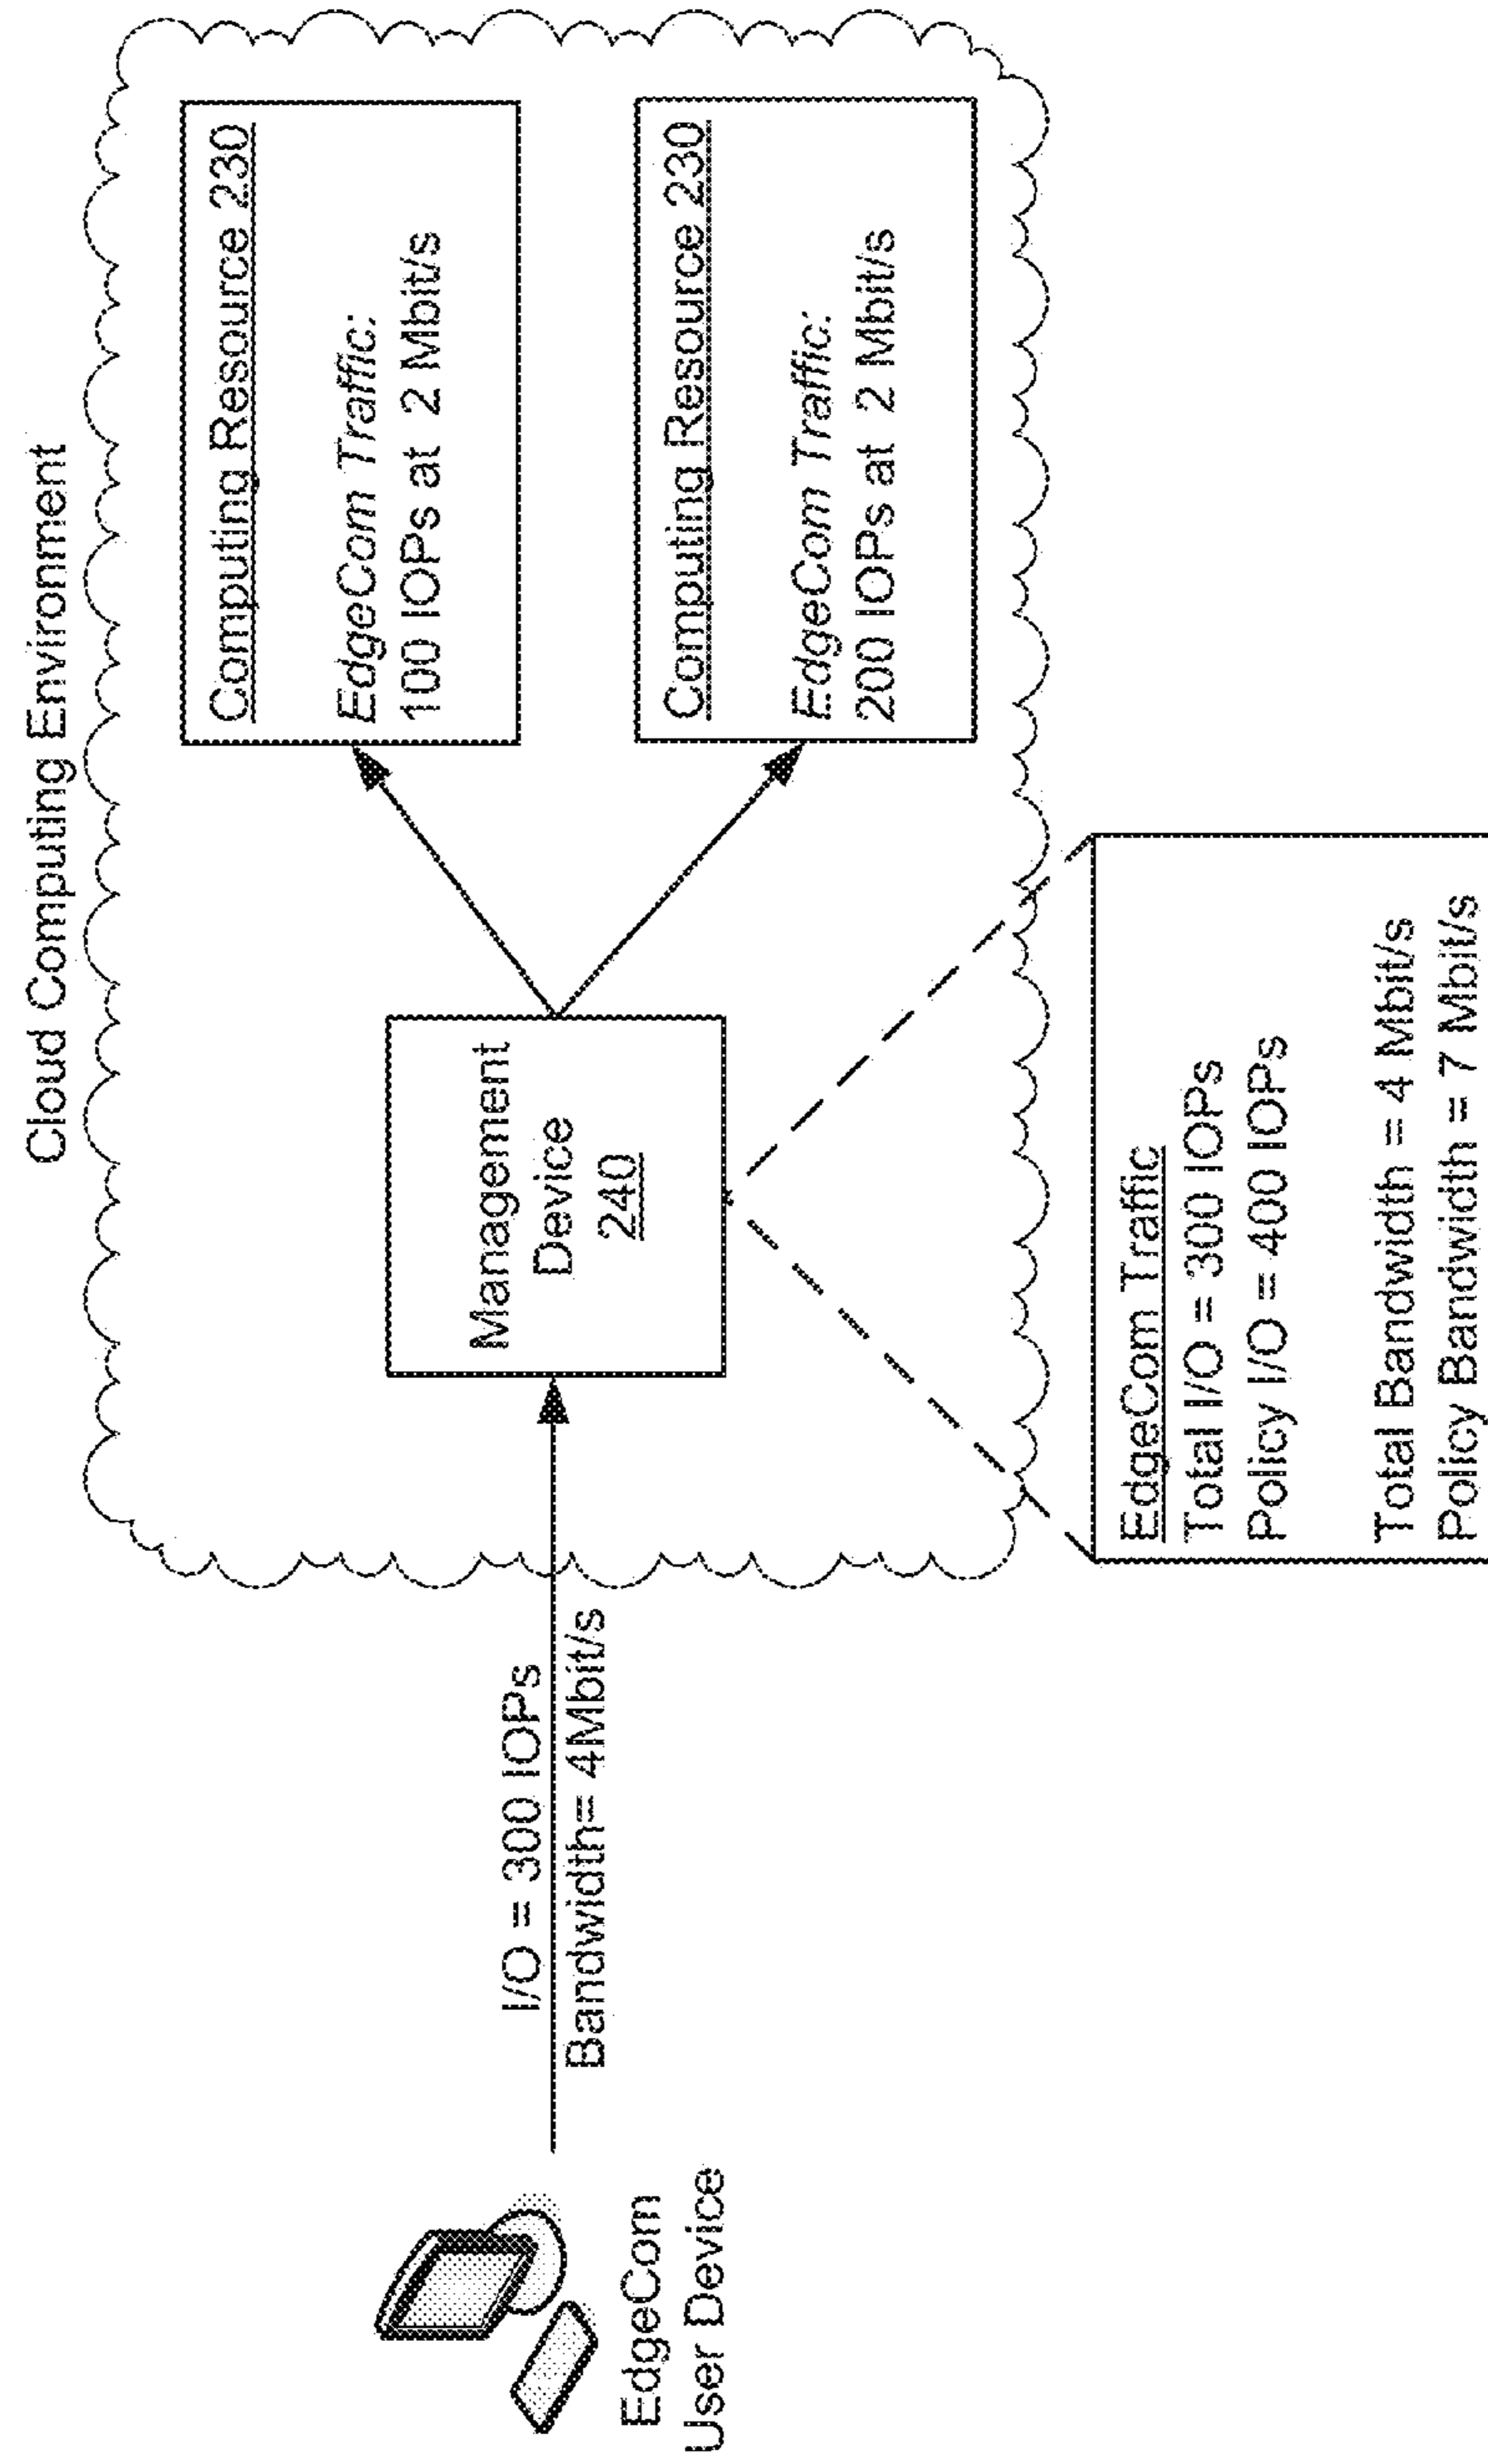 Cloud Computing Environment
EdgeCom
User Device
I/O = 300 IOPs
Bandwidth= 4Mbit/s
Management
Device
240
Computing Resource 230
EdgeCom Traffic:
100 IOPs at 2 Mbit/s
Computing Resource 230
EdgeCom Traffic:
200 IOPs at 2 Mbit/s
EdgeCom Traffic
Total I/O = 300 IOPs
Policy I/O = 400 IOPs
Total Bandwidth = 4 Mbit/s
Policy Bandwidth = 7 Mbit/s